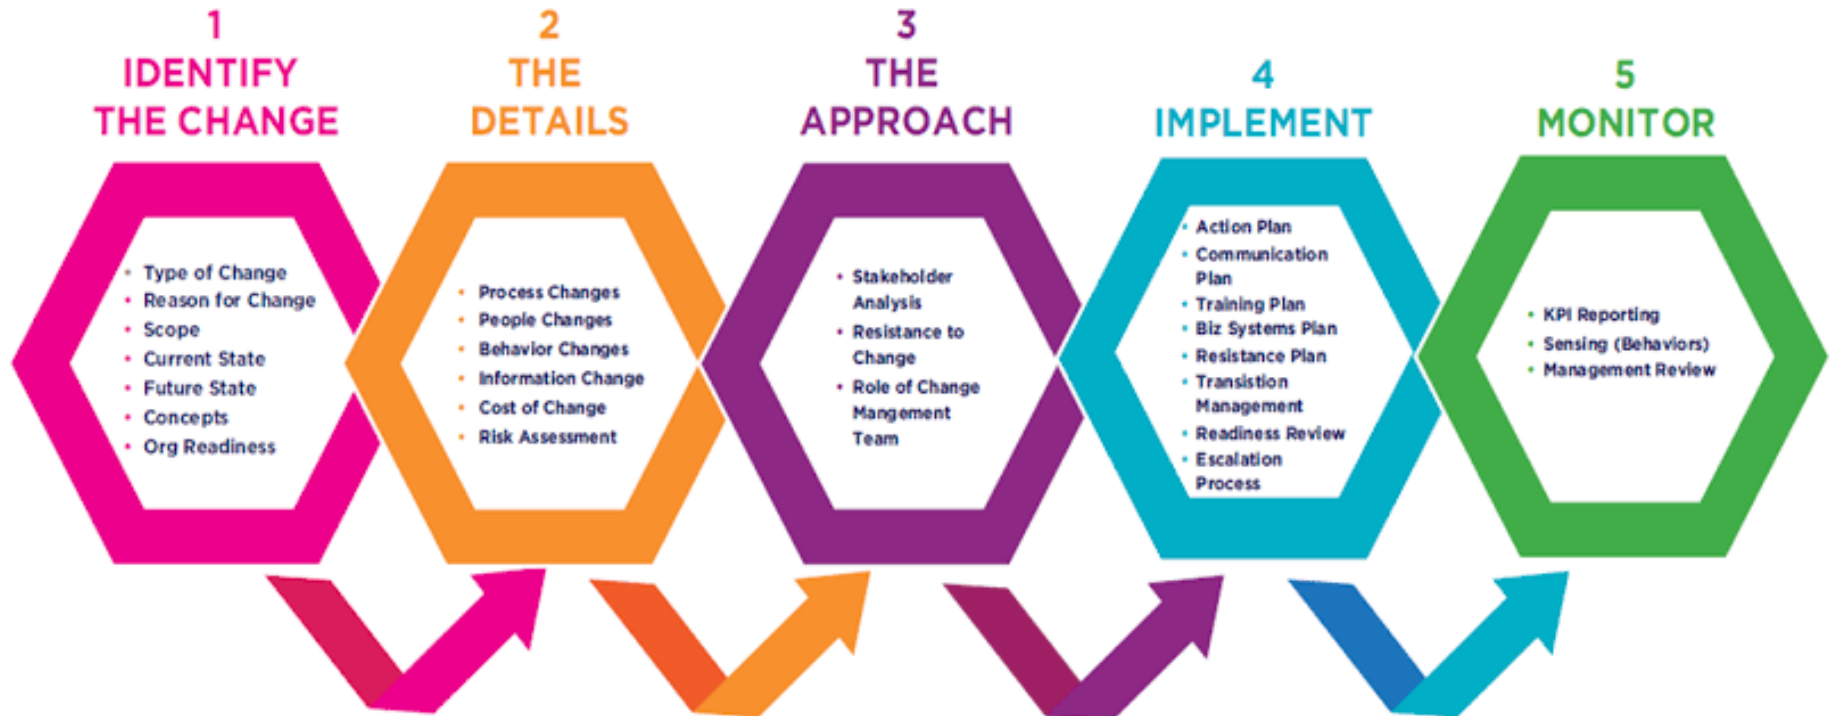 1
IDENTIFY
THE CHANGE
• Type of Change
• Reason for Change
• Scope
• Current State
• Future State
• Concepts
• Org Readiness
2
THE
DETAILS
• Process Changes
• People Changes
• Behavior Changes
• Information Change
• Cost of Change
• Risk Assessment
3
THE
APPROACH
• Stakeholder
Analysis
• Resistance to
Change
• Role of Change
Mangement
Team
4
IMPLEMENT
• Action Plan
• Communication
Plan
• Training Plan
• Biz Systems Plan
• Resistance Plan
• Transistion
Management
• Readiness Review
• Escalation
Process
5
MONITOR
• KPI Reporting
• Sensing (Behaviors)
• Management Review